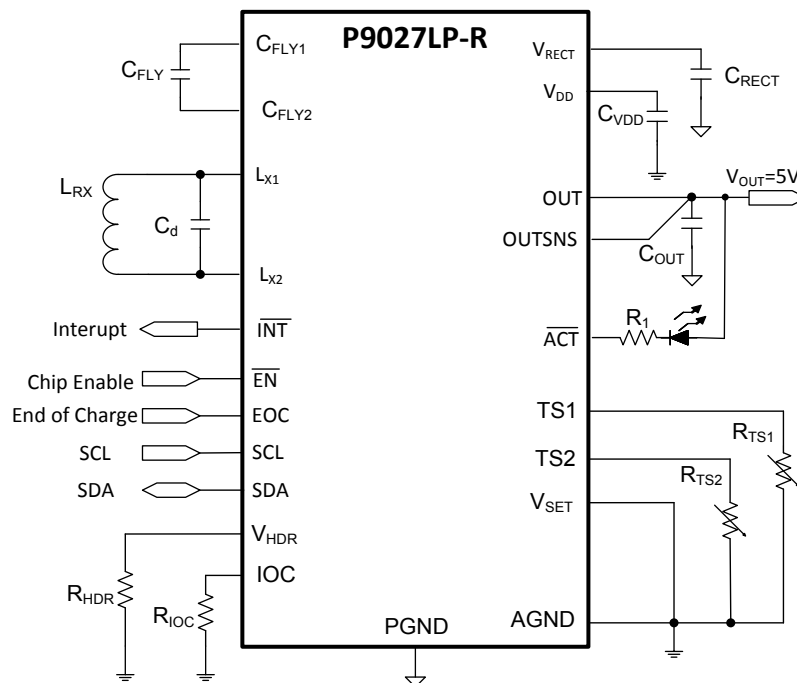 P9027LP-R
CFLY
CFLY1
CFLY2
LRX
Cd
LX1
LX2
Interupt
INT
Chip Enable
EN
End of Charge
EOC
SCL
SCL
SDA
SDA
VHDR
RHDR
IOC
RIOC
PGND
VRECT
CRECT
VDD
CVDD
OUT
VOUT=5V
OUTSNS
COUT
ACT
R1
TS1
RTS1
TS2
RTS2
VSET
AGND